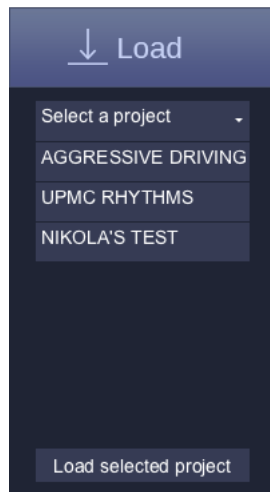 Load
Select a project
AGGRESSIVE DRIVING
UPMC RHYTHMS
NIKOLA'S TEST
Load selected project